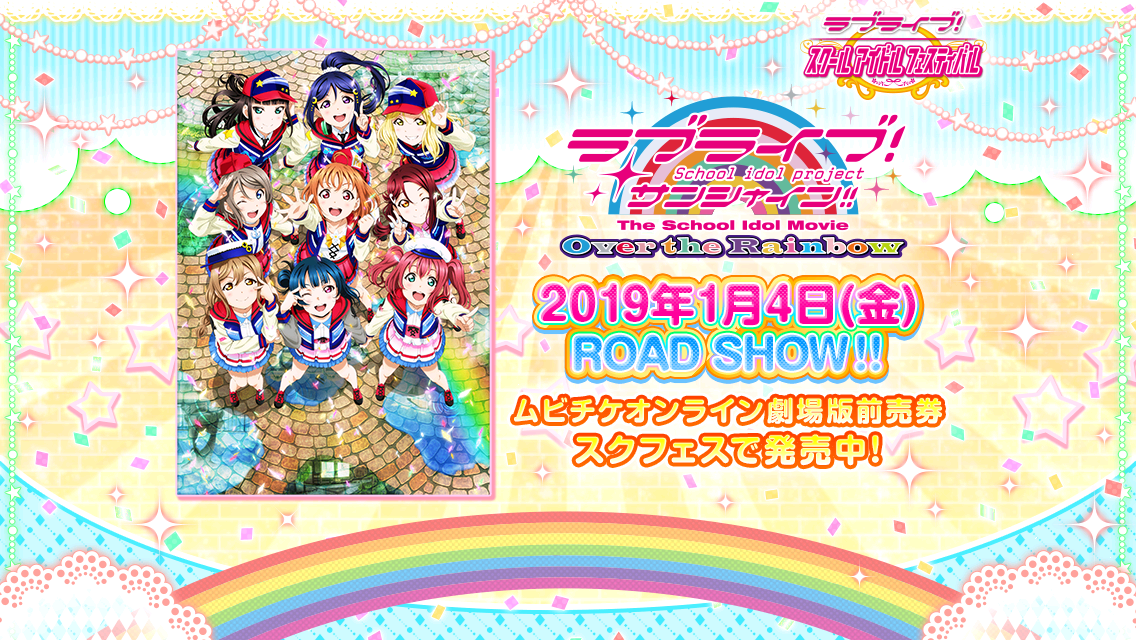 ラブライブ!
スクールアイドルフェスティバル
ラブライブ!
School idol project
サンシャイン!!
The School Idol Movie
Over the Rainbow
2019年1月4日(金)
ROAD SHOW!!
ムビチケオンライン劇場版前売券
スクフェスで発売中!